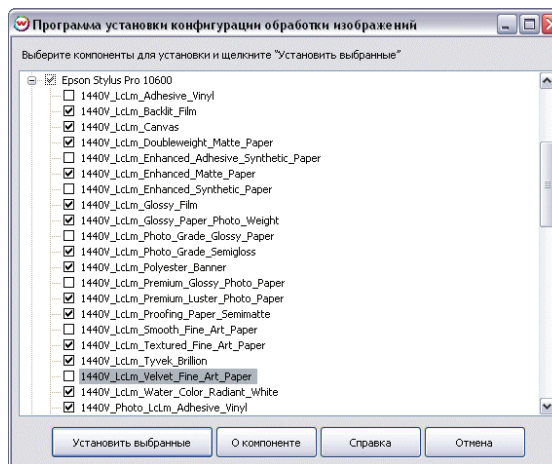 Программа установки конфигурации обработки изображений
Выберите компоненты для установки и щелкните "Установить выбранные"
Epson Stylus Pro 10600
1440V_LcLm_Adhesive_Vinyl
1440V_LcLm_Backlit_Film
1440V_LcLm_Canvas
1440V_LcLm_Doubleweight_Matte_Paper
1440V_LcLm_Enhanced_Adhesive_Synthetic_Paper
1440V_LcLm_Enhanced_Matte_Paper
1440V_LcLm_Enhanced_Synthetic_Paper
1440V_LcLm_Glossy_Film
1440V_LcLm_Glossy_Paper_Photo_Weight
1440V_LcLm_Photo_Grade_Glossy_Paper
1440V_LcLm_Photo_Grade_Semigloss
1440V_LcLm_Polyester_Banner
1440V_LcLm_Premium_Glossy_Photo_Paper
1440V_LcLm_Premium_Luster_Photo_Paper
1440V_LcLm_Proofing_Paper_Semimatte
1440V_LcLm_Smooth_Fine_Art_Paper
1440V_LcLm_Textured_Fine_Art_Paper
1440V_LcLm_Tyvek_Brillion
1440V_LcLm_Velvet_Fine_Art_Paper
1440V_LcLm_Water_Color_Radiant_White
1440V_Photo_LcLm_Adhesive_Vinyl
Установить выбранные О компоненте Справка Отмена